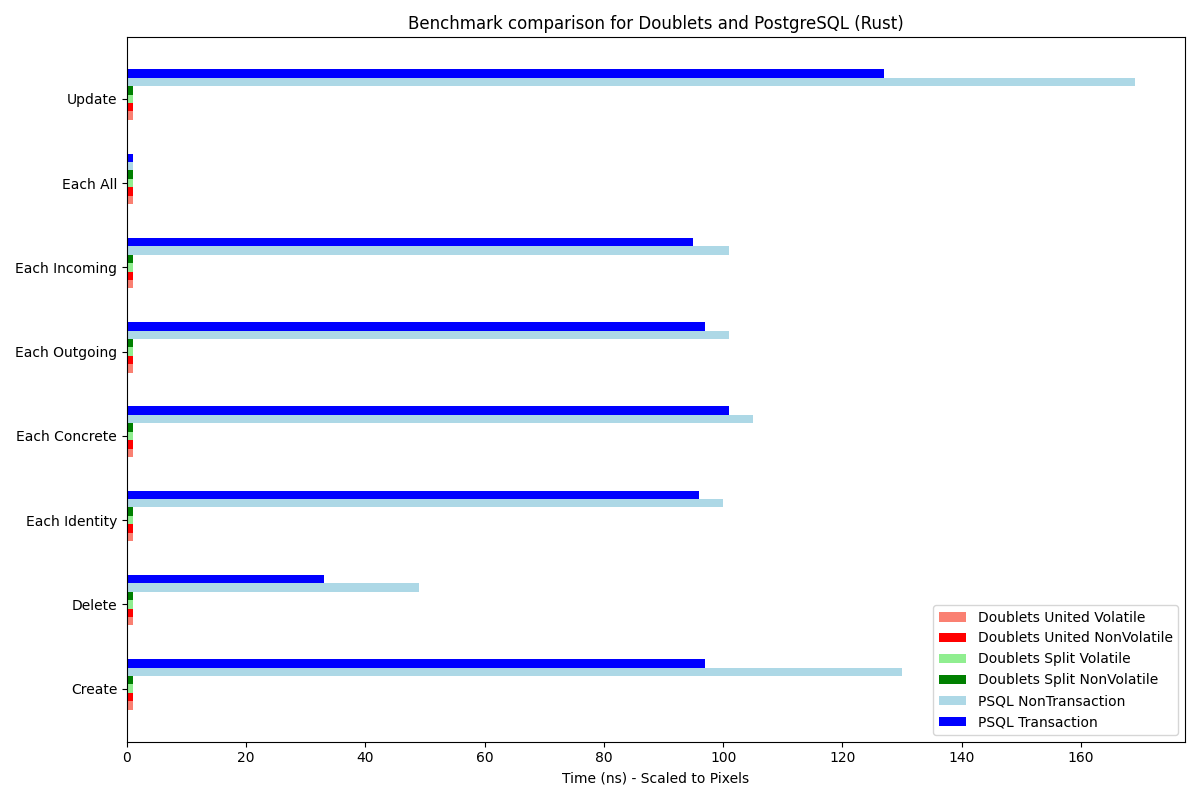 Benchmark comparison for Doublets and PostgreSQL (Rust)
Update
Each All
Each Incoming
Each Outgoing
Each Concrete
Each Identity
Delete
Create
Doublets United Volatile
Doublets United NonVolatile
Doublets Split Volatile
Doublets Split NonVolatile
PSQL NonTransaction
PSQL Transaction
0 20 40 60 80 100 120 140 160
Time (ns) - Scaled to Pixels